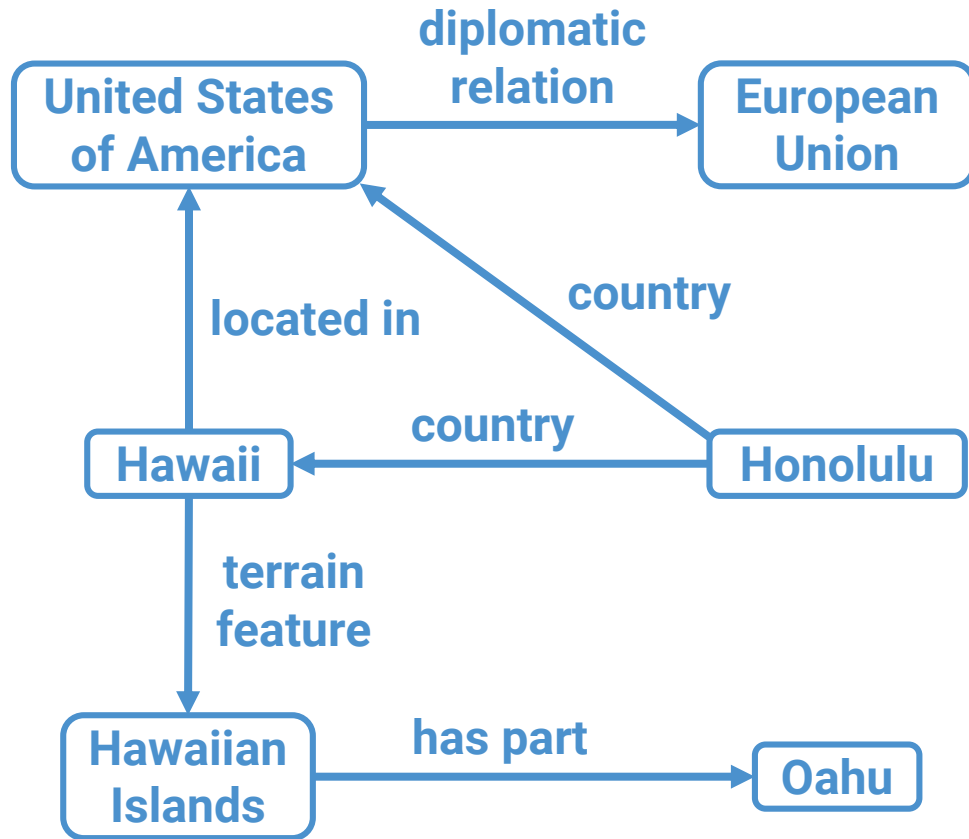 diplomatic
relation
United States
of America
European
Union
country
located in
country
Hawaii
Honolulu
terrain
feature
Hawaiian
Islands
has part
Oahu